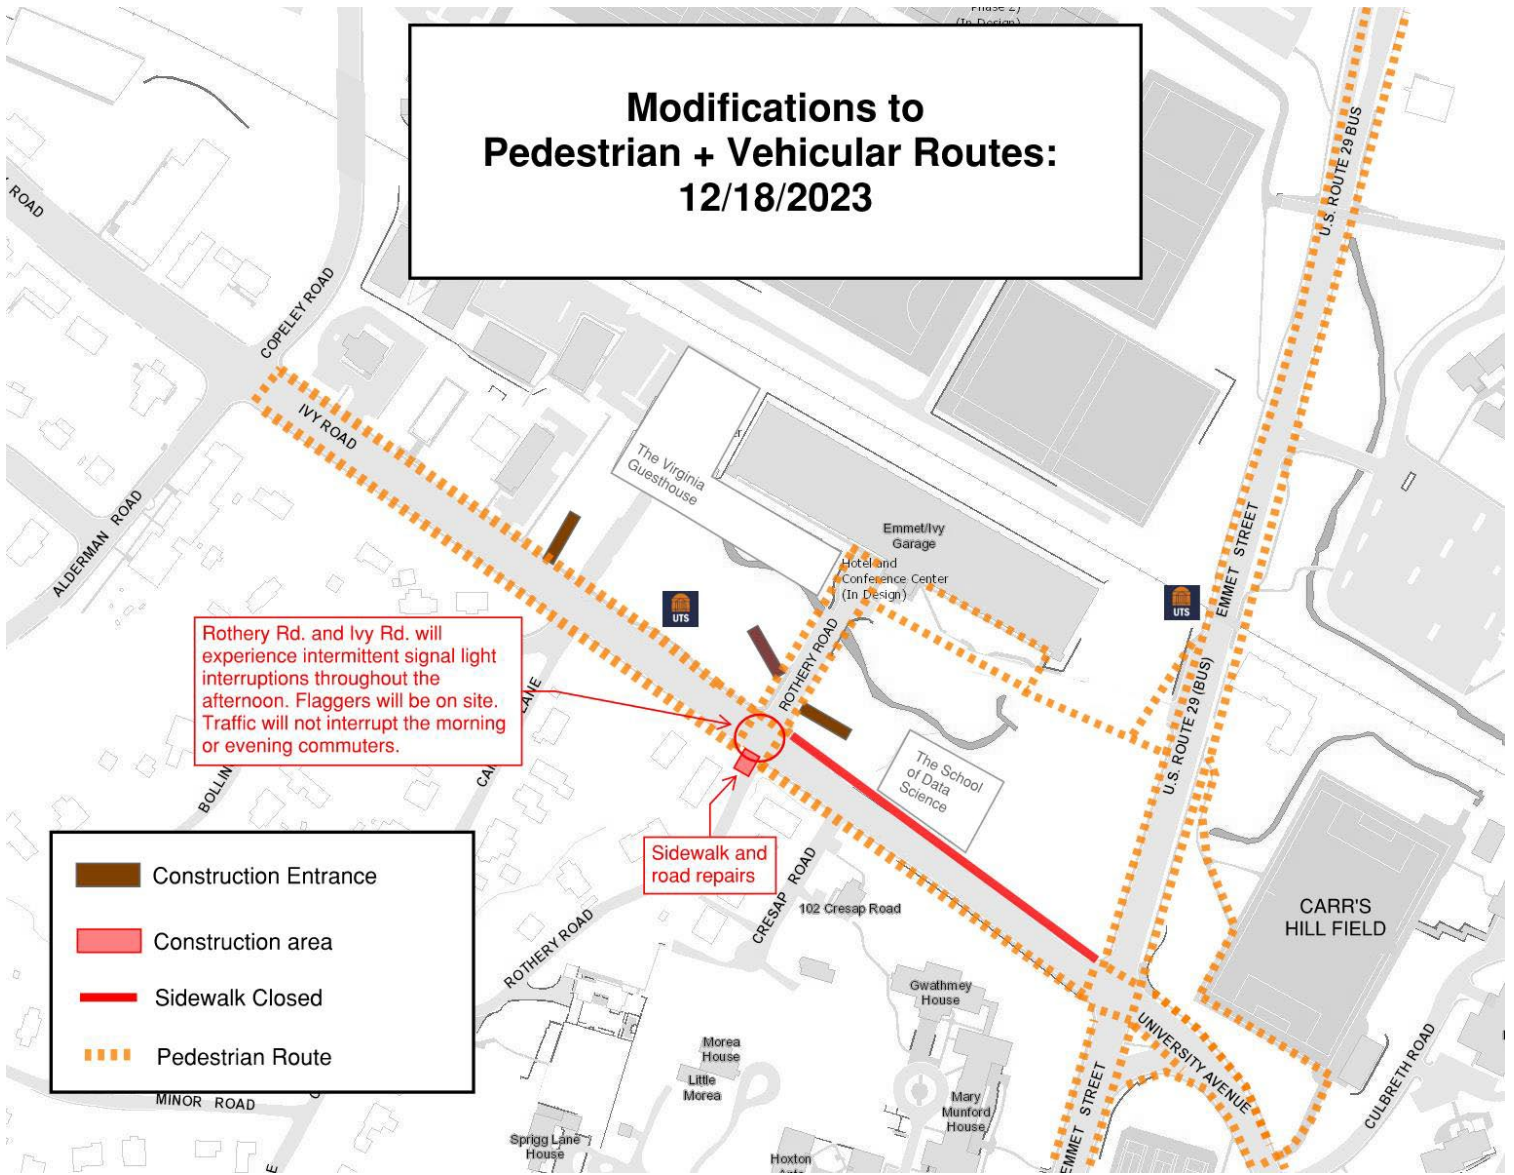 Phase 2)
(In Design)
Modifications to
Pedestrian + Vehicular Routes:
12/18/2023
ROAD
COPELEY ROAD
U.S. ROUTE 29 BUS
IVY ROAD
ALDERMAN ROAD
The Virginia
Guesthouse
Emmet/Ivy
Garage
Hotel and
Conference Center
(In Design)
EMMET STREET
UTS
UTS
Rothery Rd. and Ivy Rd. will
experience intermittent signal light
interruptions throughout the
afternoon. Flaggers will be on site.
Traffic will not interrupt the morning
or evening commuters.
ROTHERY ROAD
LANE
U.S. ROUTE 29 (BUS)
BOLLIN
CA
The School
of Data
Science
Sidewalk and
road repairs
CRESAP ROAD
102 Cresap Road
ROTHERY ROAD
CARR'S
HILL FIELD
Construction Entrance
Construction area
Sidewalk Closed
Pedestrian Route
Gwathmey
House
UNIVERSITY AVENUE
CULBRETH ROAD
Morea
House
Little
Morea
EMMET STREET
Mary
Munford
House
MINOR ROAD
Sprigg Lane
House
Hoxton